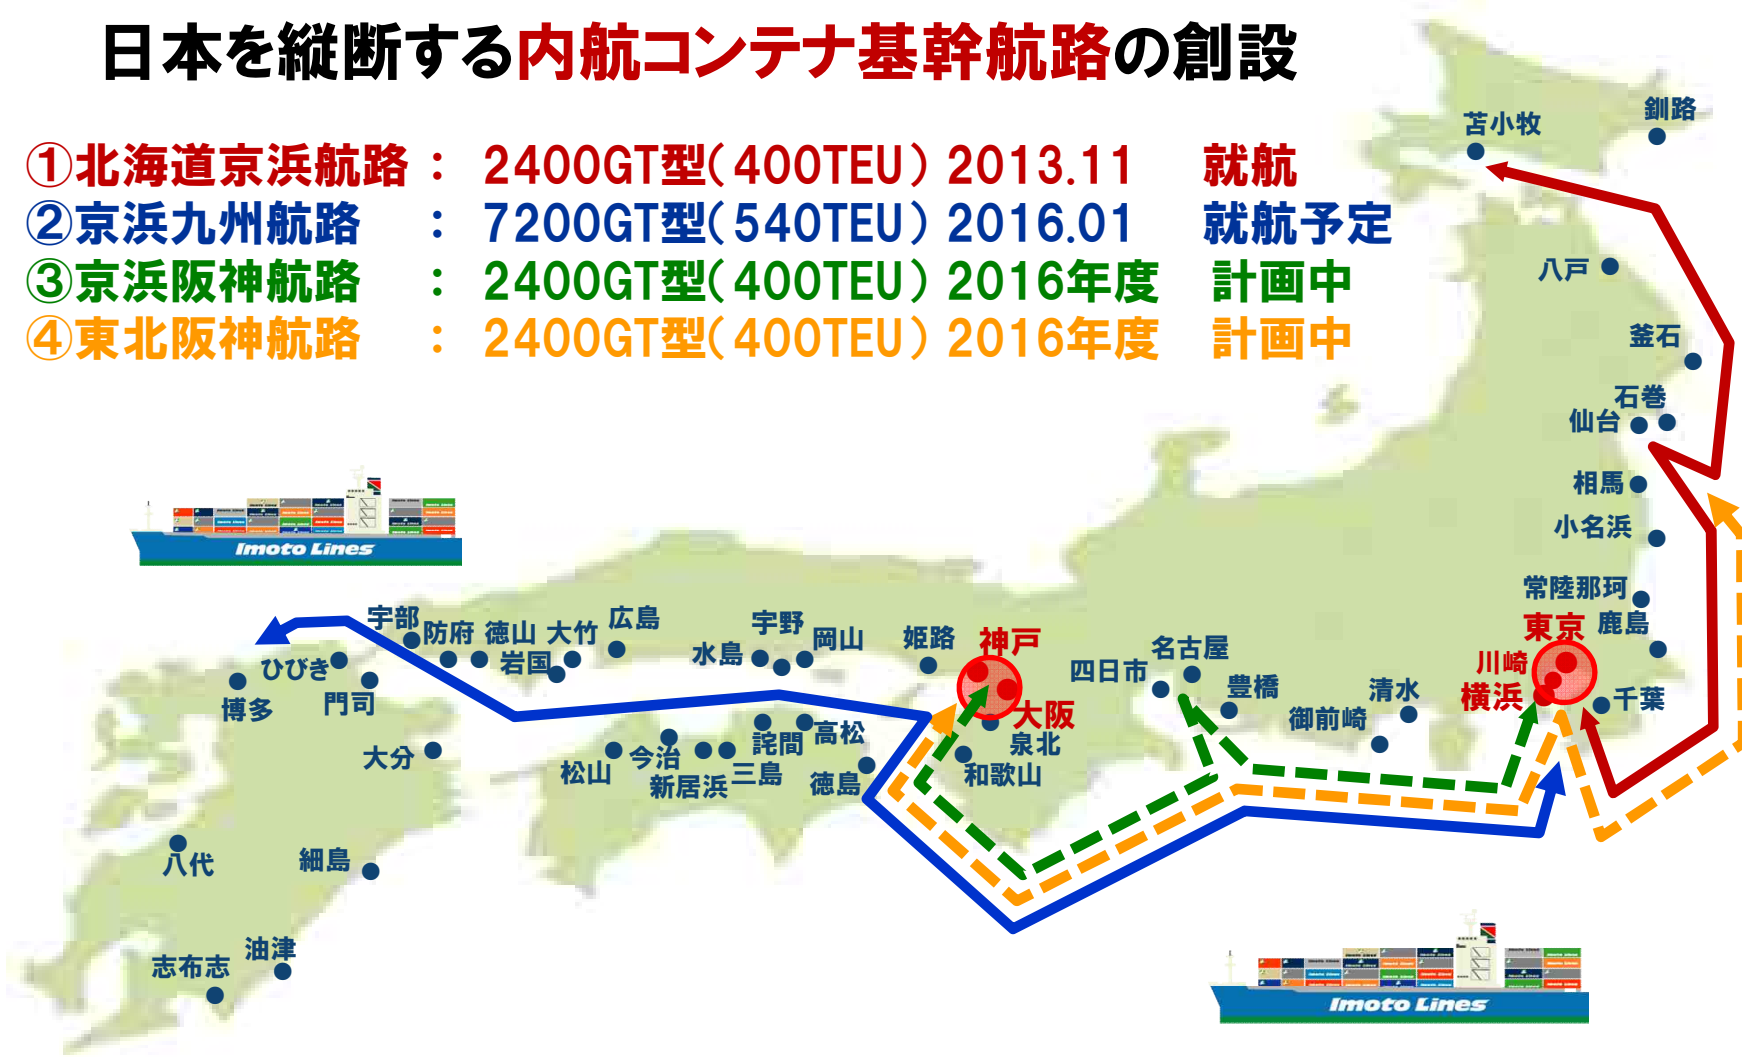 日本を縦断する内航コンテナ基幹航路の創設
①北海道京浜航路 : 2400GT型(400TEU) 2013.11 就航
②京浜九州航路 : 7200GT型(540TEU) 2016.01 就航予定
③京浜阪神航路 : 2400GT型(400TEU) 2016年度 計画中
④東北阪神航路 : 2400GT型(400TEU) 2016年度 計画中
釧路
苫小牧
八戸
釜石
石巻
仙台
相馬
小名浜
常陸那珂
鹿島
東京
川崎
横浜
千葉
Imoto Lines
宇部
防府
徳山
大竹
岩国
広島
水島
宇野
岡山
姫路
神戸
大阪
泉北
和歌山
四日市
名古屋
豊橋
御前崎
清水
ひびき
博多
門司
大分
松山
今治
新居浜
三島
詫間
高松
徳島
八代
細島
油津
志布志
Imoto Lines